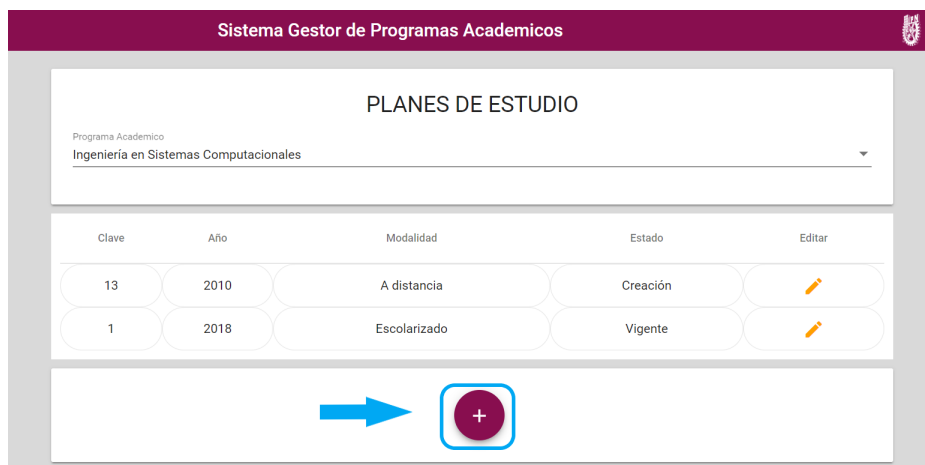 Sistema Gestor de Programas Academicos
PLANES DE ESTUDIO
Programa Academico
Ingeniería en Sistemas Computacionales
Clave Año Modalidad Estado Editar
13 2010 A distancia Creación
1 2018 Escolarizado Vigente
+